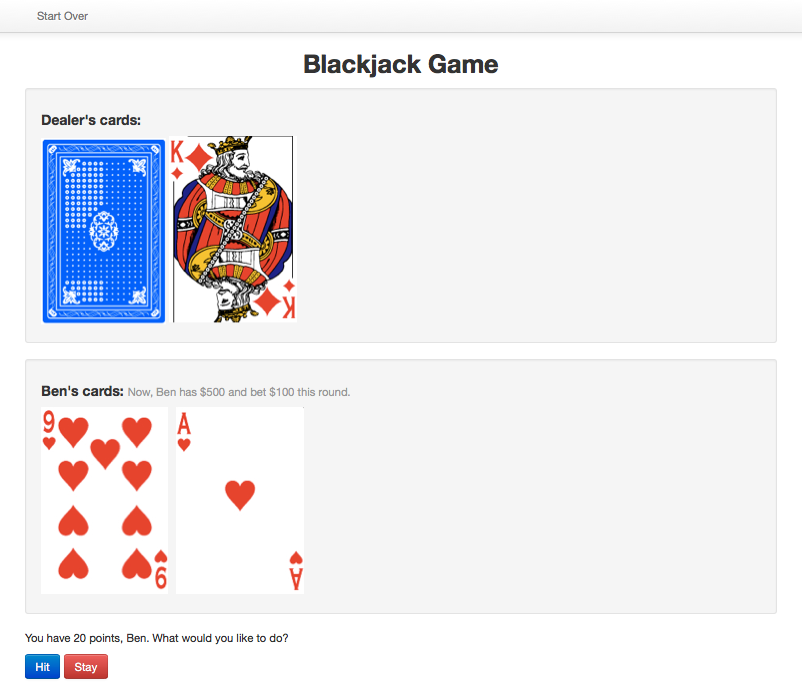 Start Over
Blackjack Game
Dealer's cards:
K
K
Ben's cards: Now, Ben has $500 and bet $100 this round.
9
A
9
A
You have 20 points, Ben. What would you like to do?
Hit Stay